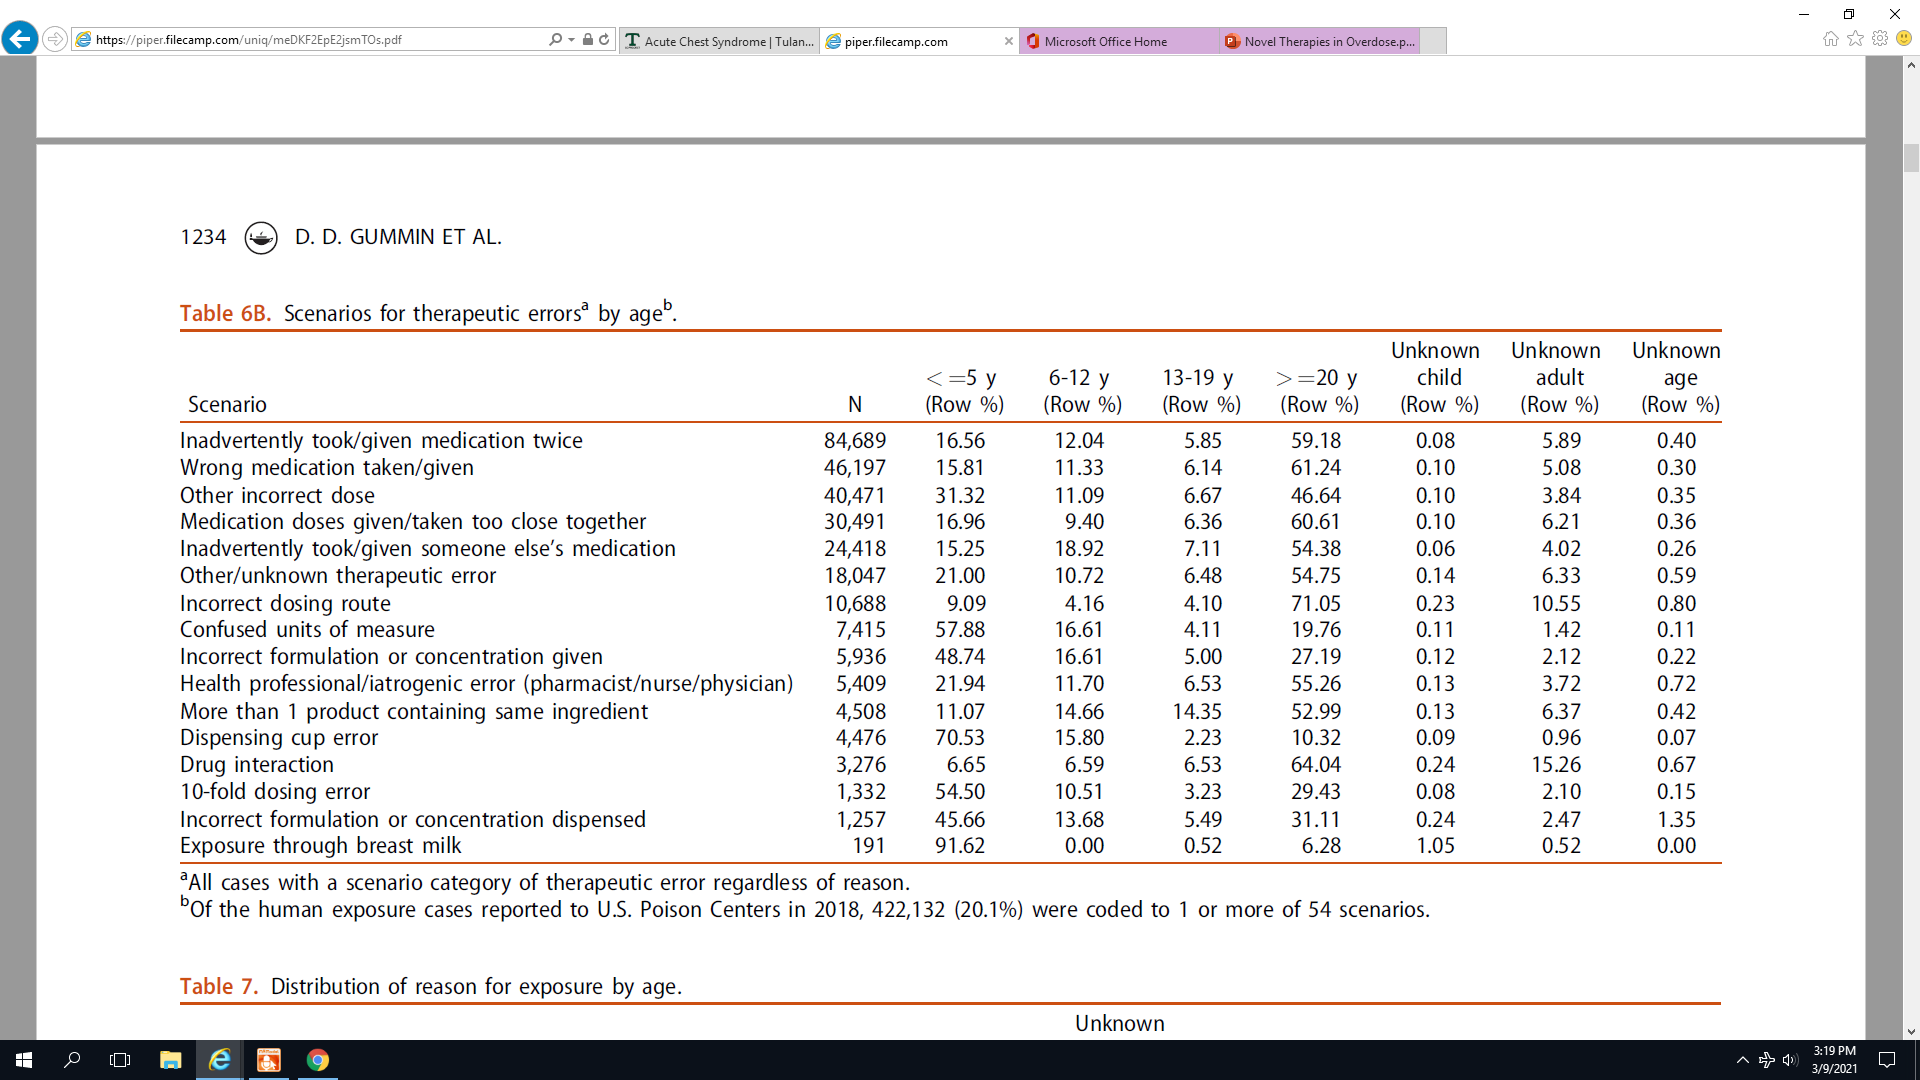 https://piper.filecamp.com/uniq/meDKF2EpE2jsmTOs.pdf
Acute Chest Syndrome | Tulan...
piper.filecamp.com
Microsoft Office Home
Novel Therapies in Overdose.p...
1234 D. D. GUMMIN ET AL.
Table 6B. Scenarios for therapeutic errorsa by ageb.
Unknown Unknown Unknown
<=5 y 6-12 y 13-19 y >=20 y child adult age
Scenario N (Row %) (Row %) (Row %) (Row %) (Row %) (Row %) (Row %)
Inadvertently took/given medication twice 84,689 16.56 12.04 5.85 59.18 0.08 5.89 0.40
Wrong medication taken/given 46,197 15.81 11.33 6.14 61.24 0.10 5.08 0.30
Other incorrect dose 40,471 31.32 11.09 6.67 46.64 0.10 3.84 0.35
Medication doses given/taken too close together 30,491 16.96 9.40 6.36 60.61 0.10 6.21 0.36
Inadvertently took/given someone else's medication 24,418 15.25 18.92 7.11 54.38 0.06 4.02 0.26
Other/unknown therapeutic error 18,047 21.00 10.72 6.48 54.75 0.14 6.33 0.59
Incorrect dosing route 10,688 9.09 4.16 4.10 71.05 0.23 10.55 0.80
Confused units of measure 7,415 57.88 16.61 4.11 19.76 0.11 1.42 0.11
Incorrect formulation or concentration given 5,936 48.74 16.61 5.00 27.19 0.12 2.12 0.22
Health professional/iatrogenic error (pharmacist/nurse/physician) 5,409 21.94 11.70 6.53 55.26 0.13 3.72 0.72
More than 1 product containing same ingredient 4,508 11.07 14.66 14.35 52.99 0.13 6.37 0.42
Dispensing cup error 4,476 70.53 15.80 2.23 10.32 0.09 0.96 0.07
Drug interaction 3,276 6.65 6.59 6.53 64.04 0.24 15.26 0.67
10-fold dosing error 1,332 54.50 10.51 3.23 29.43 0.08 2.10 0.15
Incorrect formulation or concentration dispensed 1,257 45.66 13.68 5.49 31.11 0.24 2.47 1.35
Exposure through breast milk 191 91.62 0.00 0.52 6.28 1.05 0.52 0.00
aAll cases with a scenario category of therapeutic error regardless of reason.
bOf the human exposure cases reported to U.S. Poison Centers in 2018, 422,132 (20.1%) were coded to 1 or more of 54 scenarios.
Table 7. Distribution of reason for exposure by age.
Unknown
3:19 PM
3/9/2021